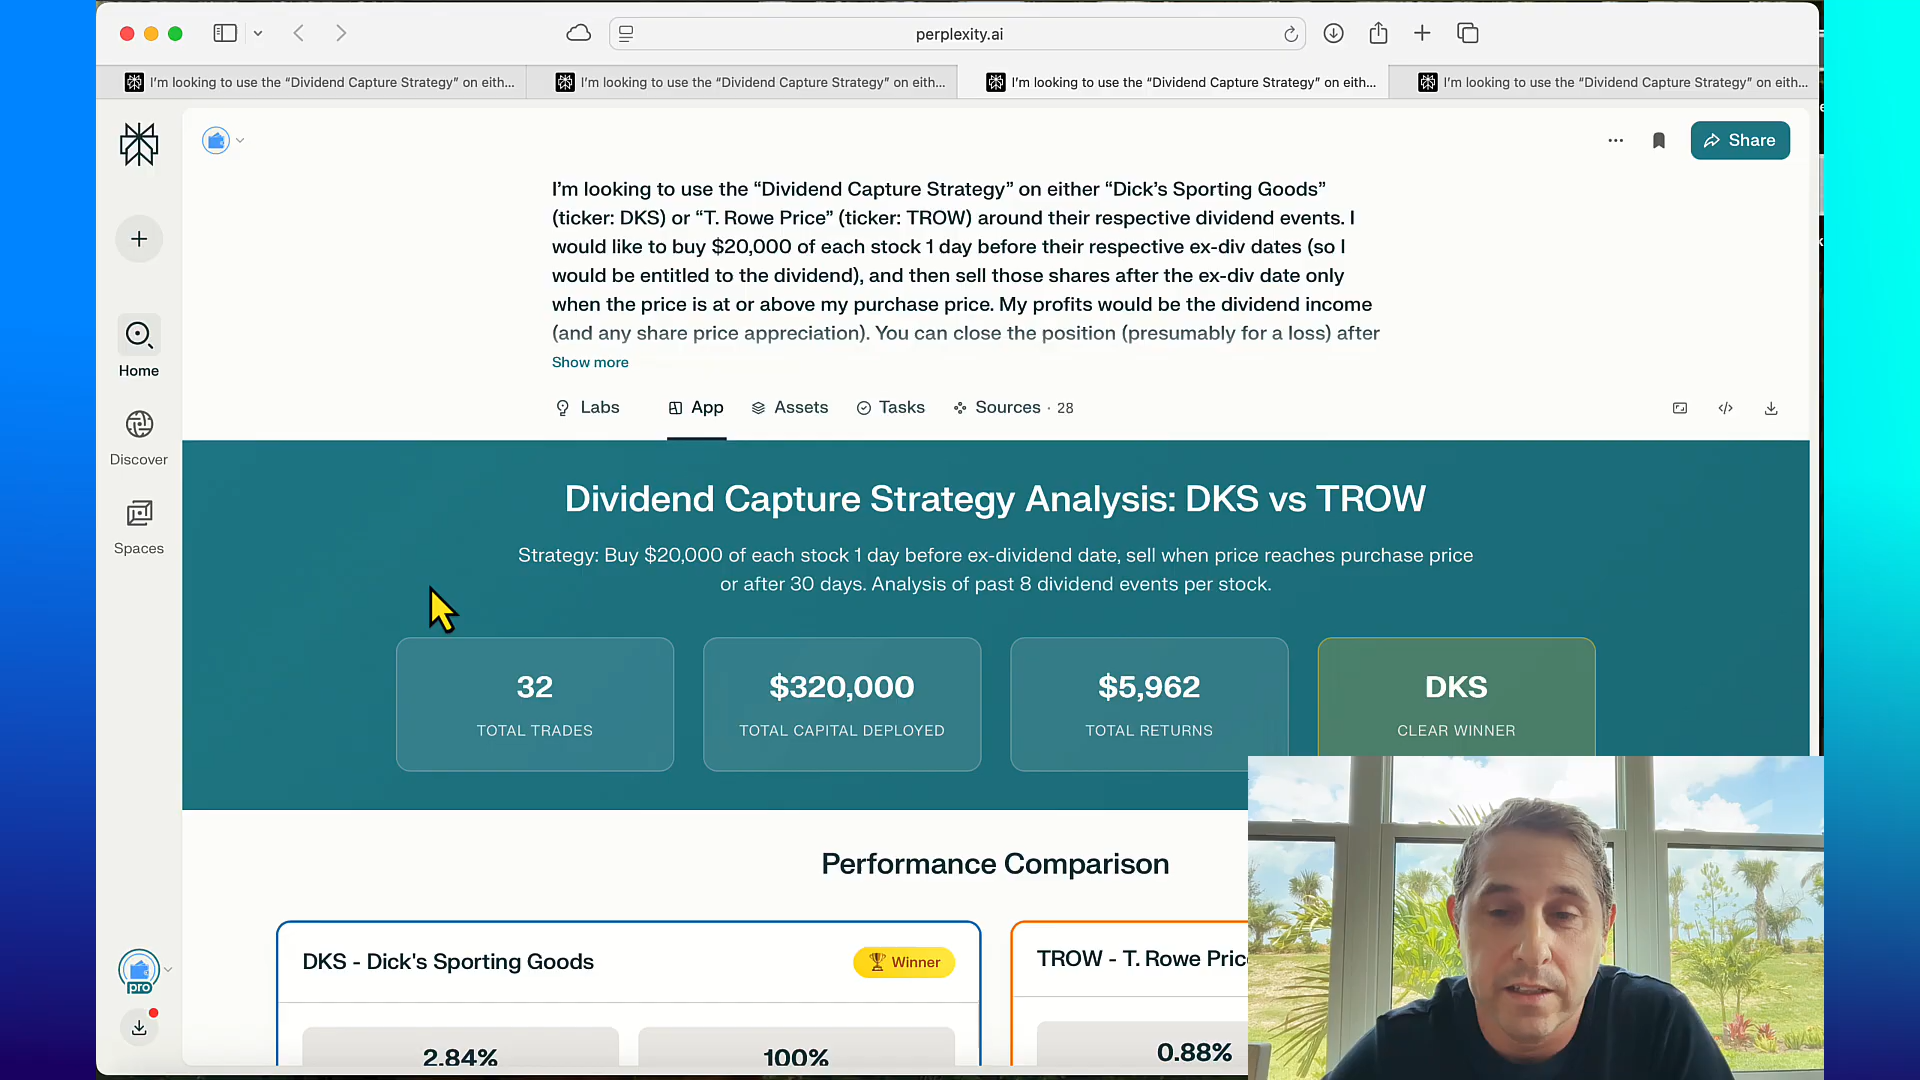 perplexity.ai
I'm looking to use the “Dividend Capture Strategy” on eith...
I'm looking to use the “Dividend Capture Strategy” on eith...
I'm looking to use the “Dividend Capture Strategy” on eith...
I'm looking to use the “Dividend Capture Strategy” on eith...
Share
I'm looking to use the “Dividend Capture Strategy” on either “Dick's Sporting Goods”
(ticker: DKS) or “T. Rowe Price” (ticker: TROW) around their respective dividend events. I
would like to buy $20,000 of each stock 1 day before their respective ex-div dates (so I
would be entitled to the dividend), and then sell those shares after the ex-div date only
when the price is at or above my purchase price. My profits would be the dividend income
(and any share price appreciation). You can close the position (presumably for a loss) after
Show more
Home
Discover
Spaces
pro
Labs
App
Assets
Tasks
Sources · 28
Dividend Capture Strategy Analysis: DKS vs TROW
Strategy: Buy $20,000 of each stock 1 day before ex-dividend date, sell when price reaches purchase price
or after 30 days. Analysis of past 8 dividend events per stock.
32
TOTAL TRADES
$320,000
TOTAL CAPITAL DEPLOYED
$5,962
TOTAL RETURNS
DKS
CLEAR WINNER
Performance Comparison
DKS - Dick's Sporting Goods
Winner
2.84%
100%
TROW - T. Rowe Pric
0.88%